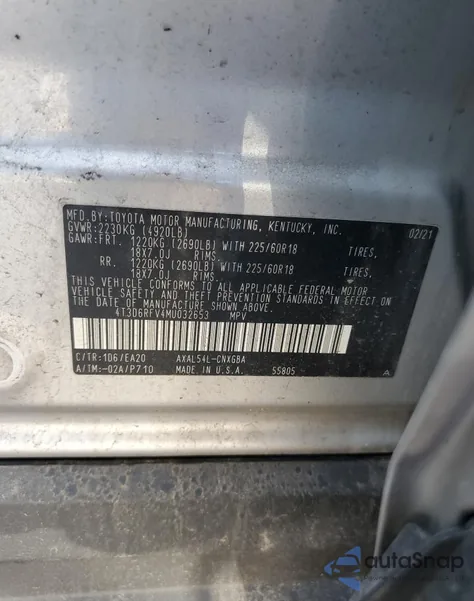 MFD.BY:TOYOTA MOTOR MANUFACTURING, KENTUCKY, INC. 02/21
GVWR:2230KG (4920LB)
GAWR:FRT. 1220KG (2690LB) WITH 225/60R18 TIRES,
18X7.0J RIMS.
RR. 1220KG (2690LB) WITH 225/60R18 TIRES,
18X7.0J RIMS.
THIS VEHICLE CONFORMS TO ALL APPLICABLE FEDERAL MOTOR
VEHICLE SAFETY AND THEFT PREVENTION STANDARDS IN EFFECT ON
THE DATE OF MANUFACTURE SHOWN ABOVE.
4T3D6RFV4MU032653 MPV
C/TR:1D6/EA20 AXAL54L-CNXGBA
A/TM:-02A/P710 MADE IN U.S.A. 55805 A
autoSnap